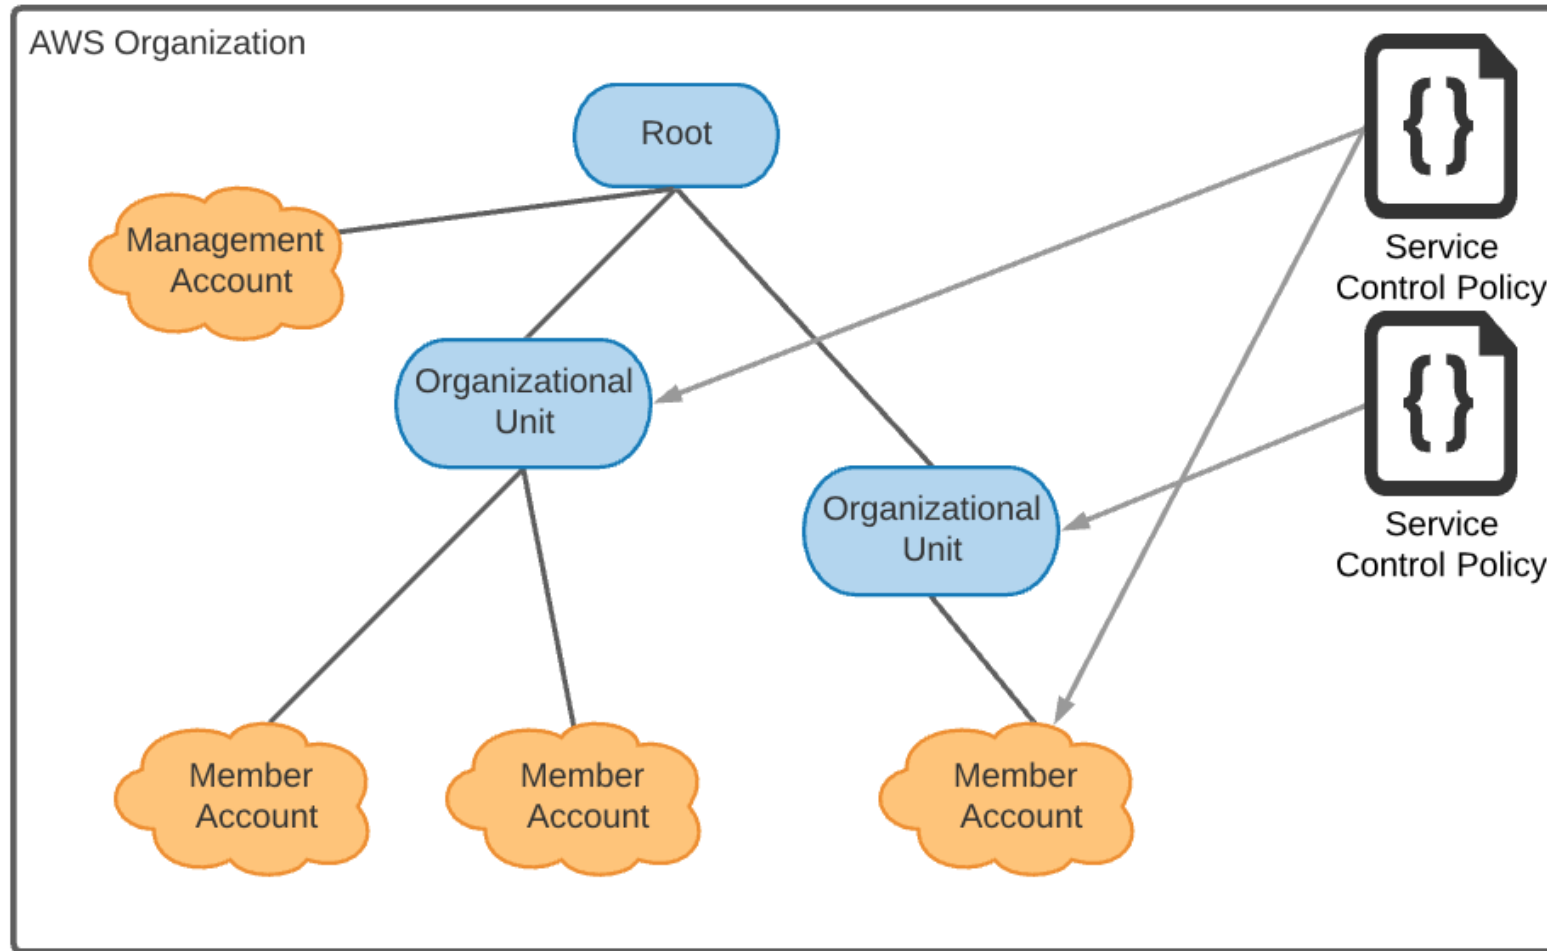 AWS Organization
Root
Management
Account
Organizational
Unit
Organizational
Unit
Member
Account
Member
Account
Member
Account
{}
Service
Control Policy
{}
Service
Control Policy